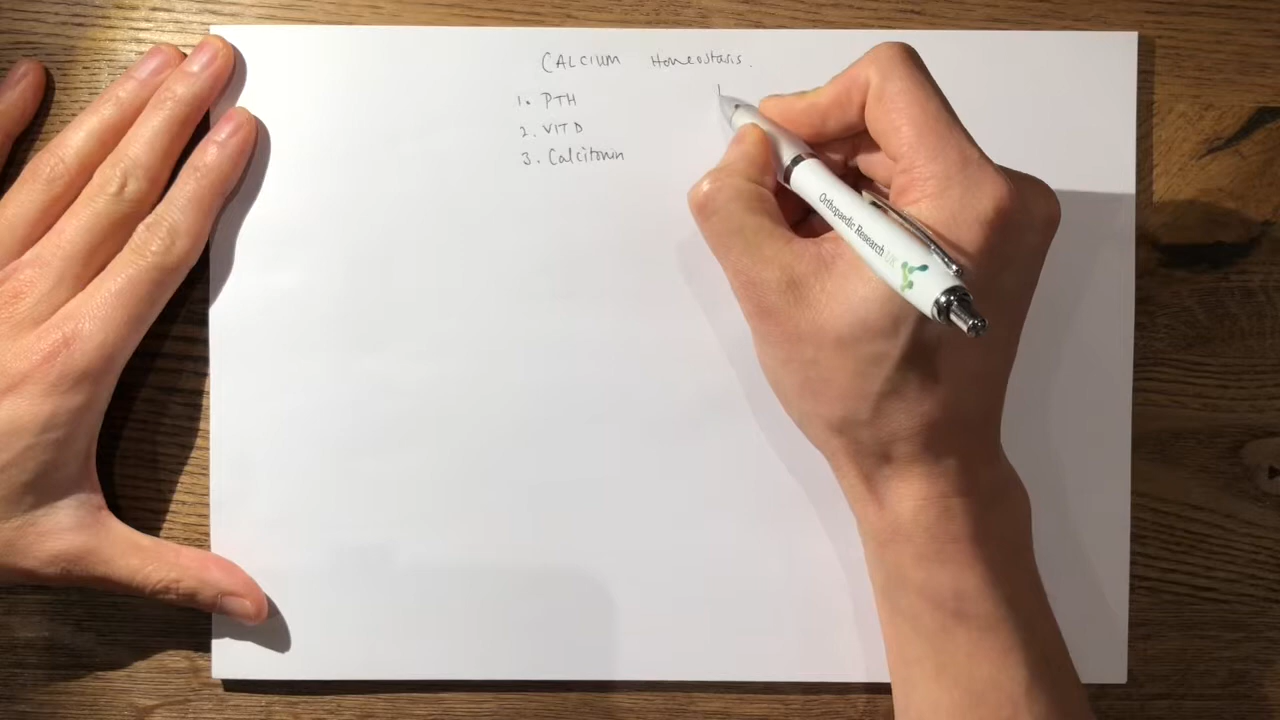 CALCIUM Homeostasis.
1. PTH
2. VIT D
3. Calcitonin
Orthopaedic Research UK